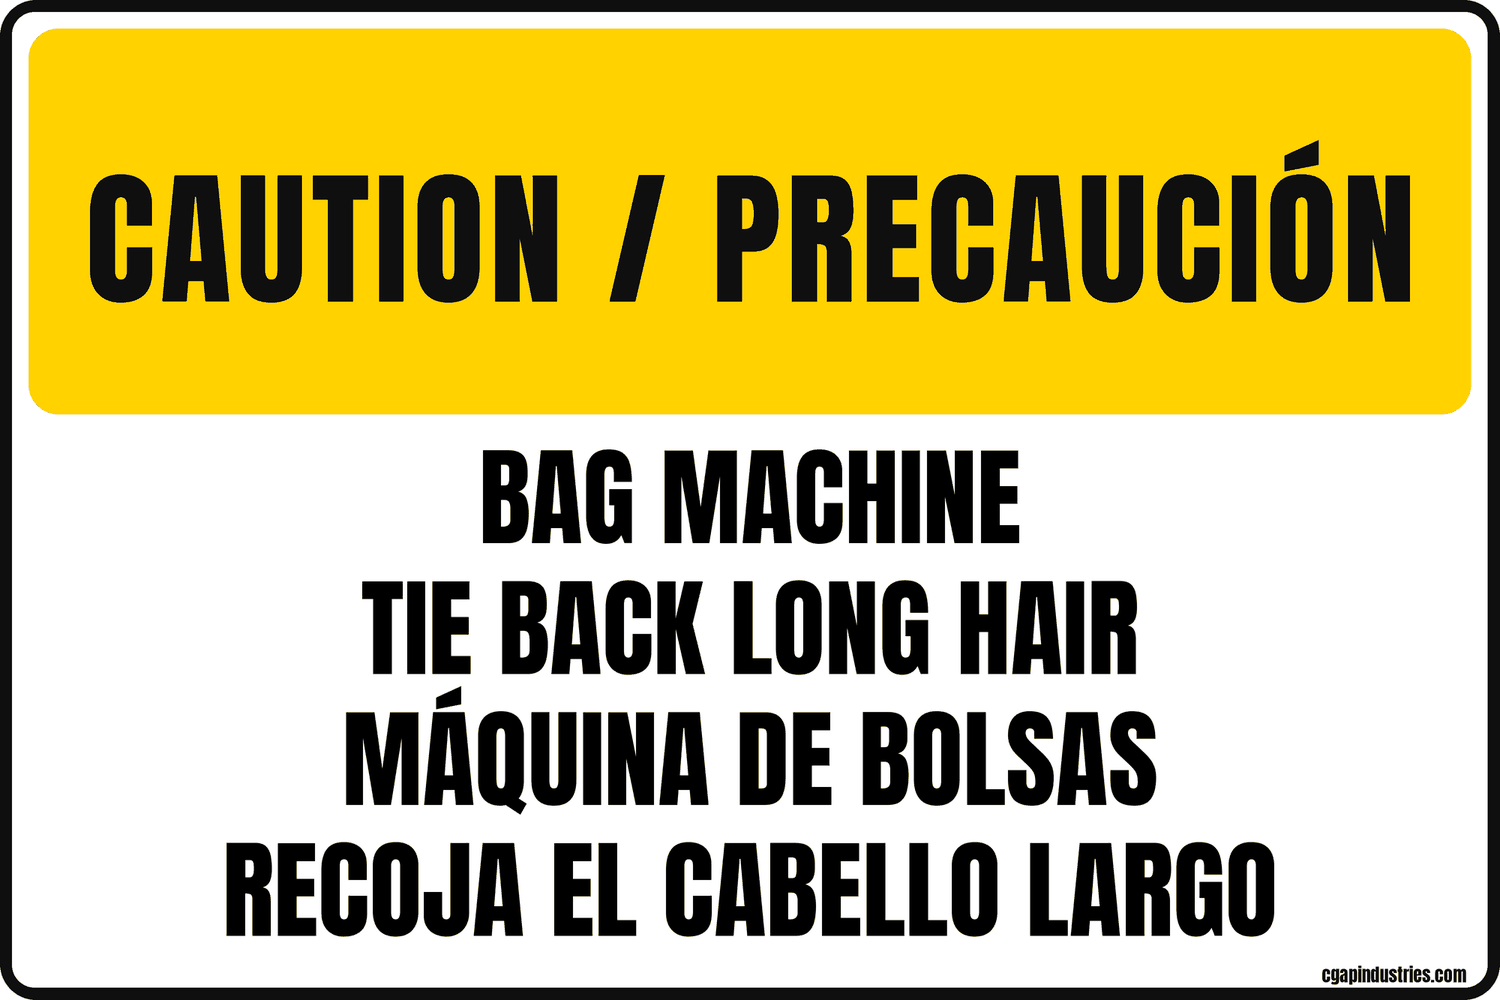 CAUTION / PRECAUCIÓN
BAG MACHINE
TIE BACK LONG HAIR
MÁQUINA DE BOLSAS
RECOJA EL CABELLO LARGO
cgapindustries.com